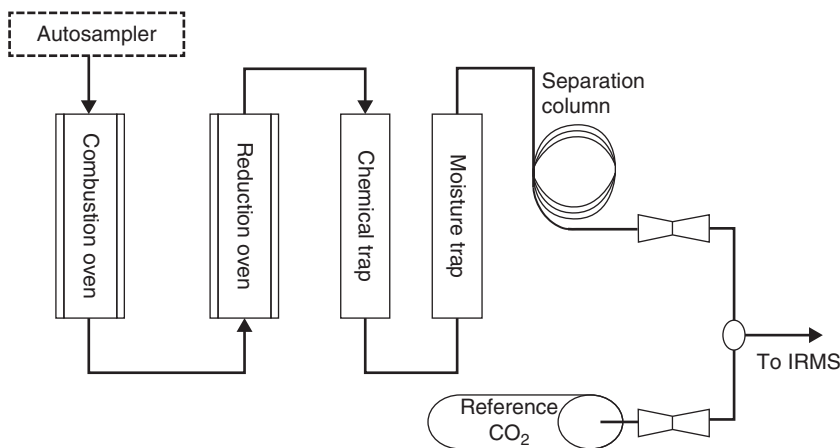 Autosampler
Combustion oven
Reduction oven
Chemical trap
Moisture trap
Separation
column
To IRMS
Reference
CO₂